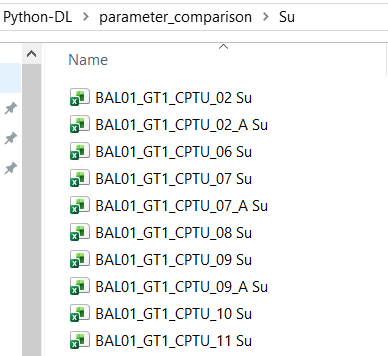 Python-DL > parameter_comparison > Su
Name
BAL01_GT1_CPTU_02 Su
BAL01_GT1_CPTU_02_A Su
BAL01_GT1_CPTU_06 Su
BAL01_GT1_CPTU_07 Su
BAL01_GT1_CPTU_07_A Su
BAL01_GT1_CPTU_08 Su
BAL01_GT1_CPTU_09 Su
BAL01_GT1_CPTU_09_A Su
BAL01_GT1_CPTU_10 Su
BAL01_GT1_CPTU_11 Su